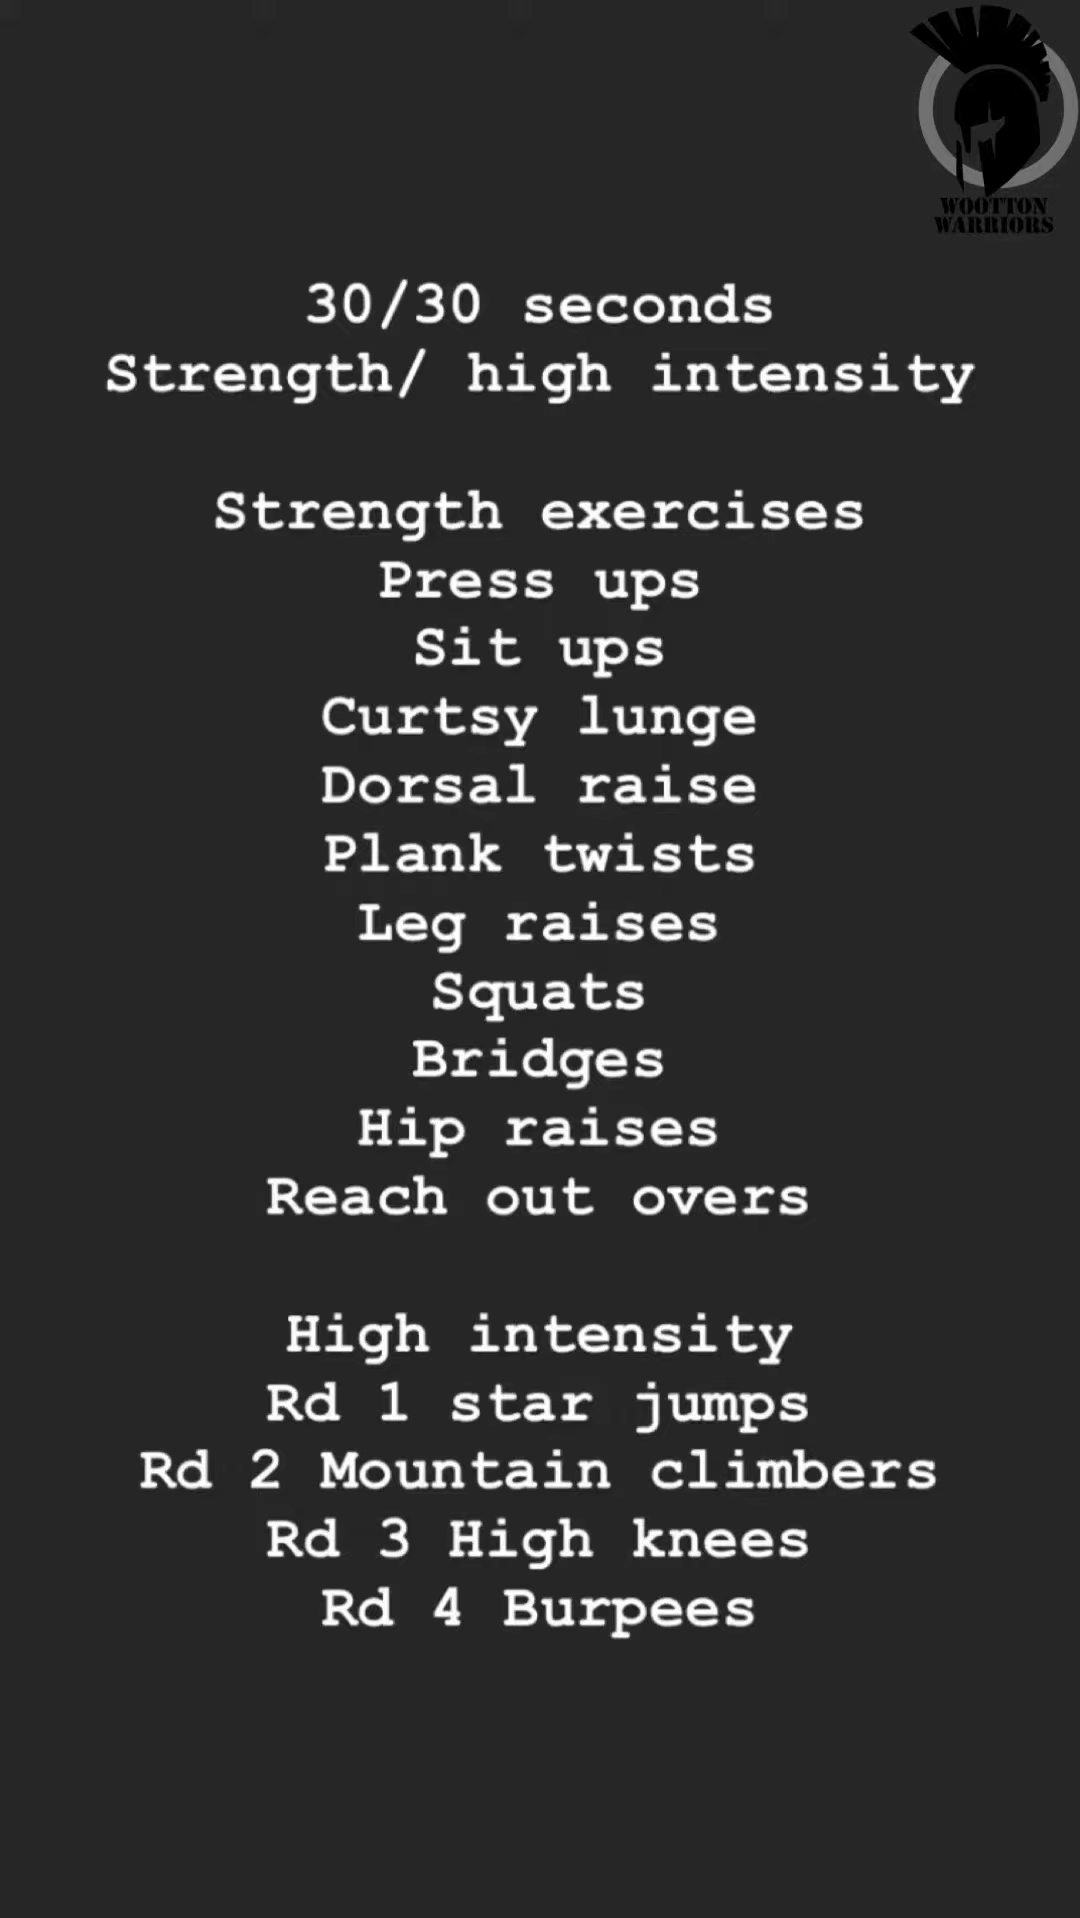 WOOTTON
WARRIORS
30/30 seconds
Strength/ high intensity
Strength exercises
Press ups
Sit ups
Curtsy lunge
Dorsal raise
Plank twists
Leg raises
Squats
Bridges
Hip raises
Reach out overs
High intensity
Rd 1 star jumps
Rd 2 Mountain climbers
Rd 3 High knees
Rd 4 Burpees